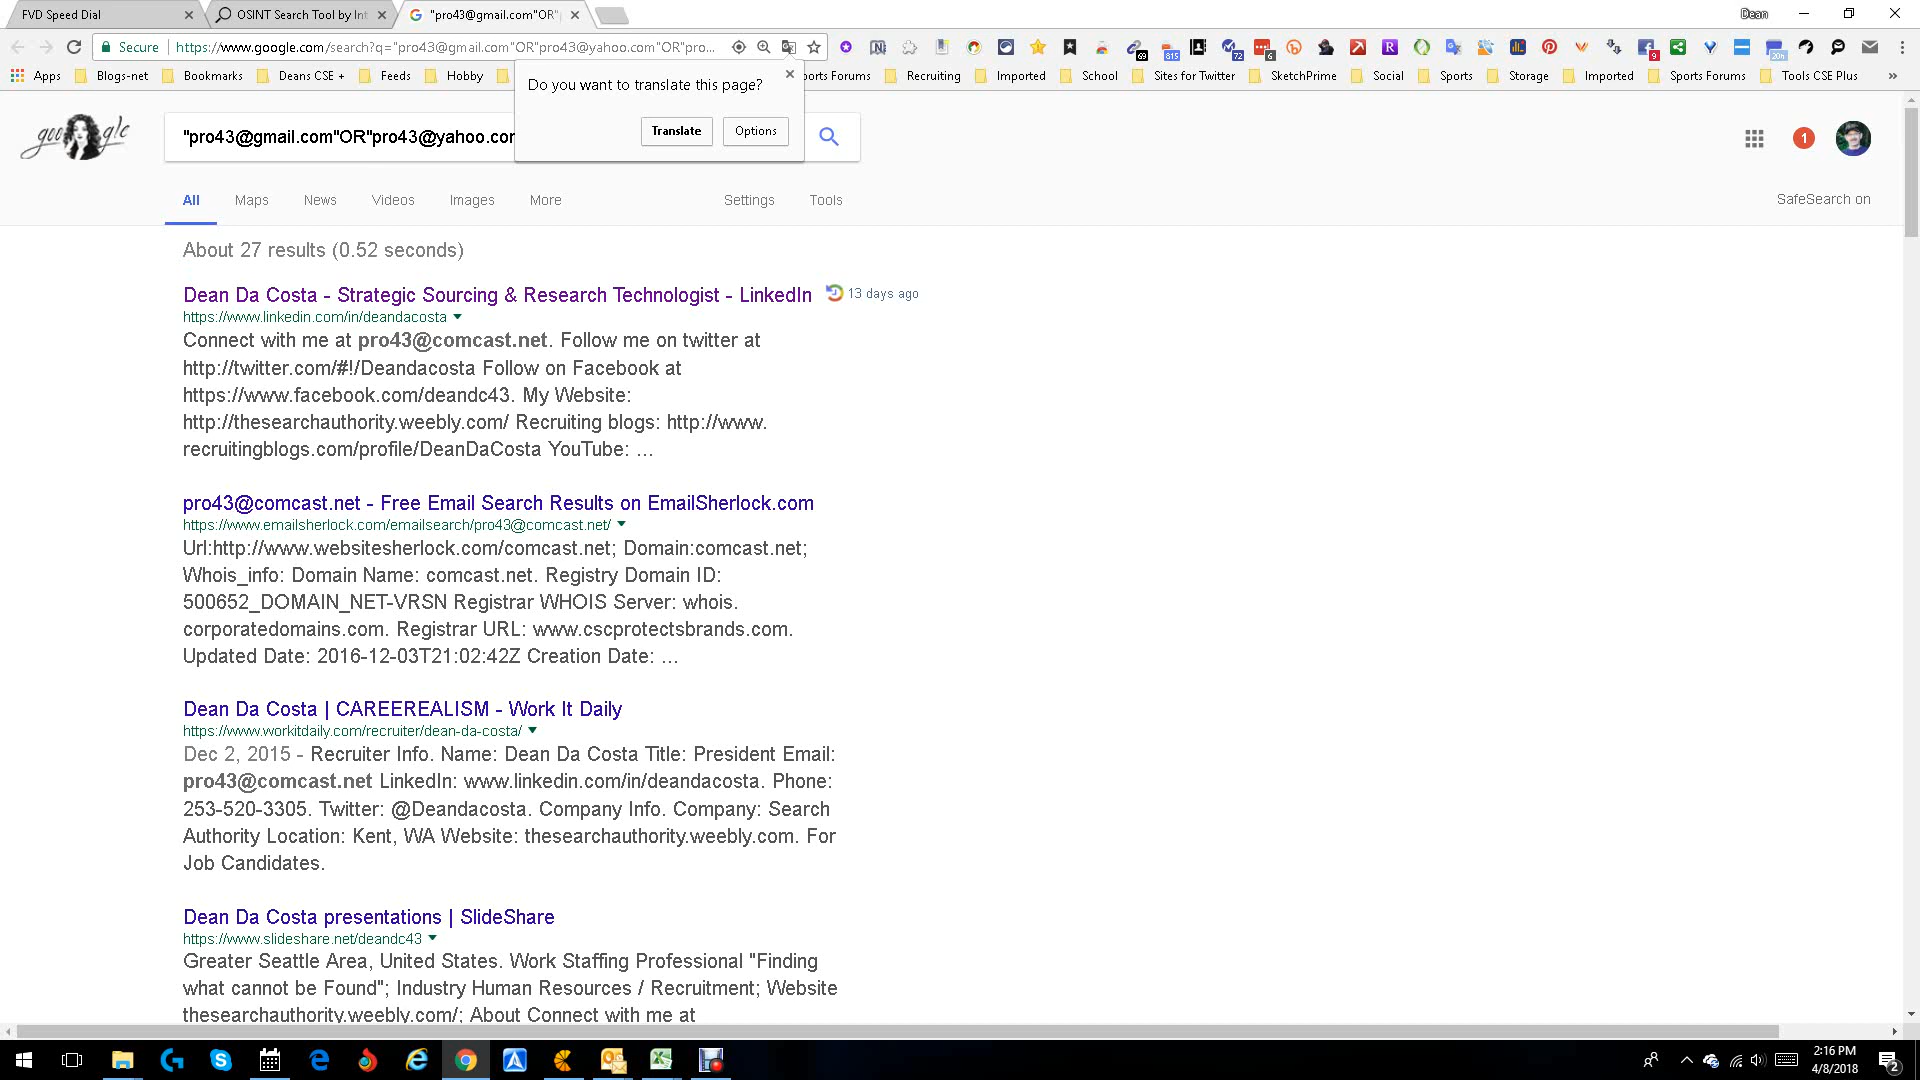 FVD Speed Dial
OSINT Search Tool by Int
"pro43@gmail.com"OR"
Dean
Secure
https://www.google.com/search?q="pro43@gmail.com"OR"pro43@yahoo.com"OR"pro...
69
815
72
6
9
20h
Apps
Blogs-net
Bookmarks
Deans CSE +
Feeds
Hobby
ports Forums
Recruiting
Imported
School
Sites for Twitter
SketchPrime
Social
Sports
Storage
Imported
Sports Forums
Tools CSE Plus
»
Do you want to translate this page?
Translate
Options
google
"pro43@gmail.com"OR"pro43@yahoo.com
1
All
Maps
News
Videos
Images
More
Settings
Tools
SafeSearch on
About 27 results (0.52 seconds)
Dean Da Costa - Strategic Sourcing & Research Technologist - LinkedIn
13 days ago
https://www.linkedin.com/in/deandacosta
Connect with me at pro43@comcast.net. Follow me on twitter at
http://twitter.com/#!/Deandacosta Follow on Facebook at
https://www.facebook.com/deandc43. My Website:
http://thesearchauthority.weebly.com/ Recruiting blogs: http://www.
recruitingblogs.com/profile/DeanDaCosta YouTube: ...
pro43@comcast.net - Free Email Search Results on EmailSherlock.com
https://www.emailsherlock.com/emailsearch/pro43@comcast.net/
Url:http://www.websitesherlock.com/comcast.net; Domain:comcast.net;
Whois_info: Domain Name: comcast.net. Registry Domain ID:
500652_DOMAIN_NET-VRSN Registrar WHOIS Server: whois.
corporatedomains.com. Registrar URL: www.cscprotectsbrands.com.
Updated Date: 2016-12-03T21:02:42Z Creation Date: ...
Dean Da Costa | CAREEREALISM - Work It Daily
https://www.workitdaily.com/recruiter/dean-da-costa/
Dec 2, 2015 - Recruiter Info. Name: Dean Da Costa Title: President Email:
pro43@comcast.net LinkedIn: www.linkedin.com/in/deandacosta. Phone:
253-520-3305. Twitter: @Deandacosta. Company Info. Company: Search
Authority Location: Kent, WA Website: thesearchauthority.weebly.com. For
Job Candidates.
Dean Da Costa presentations | SlideShare
https://www.slideshare.net/deandc43
Greater Seattle Area, United States. Work Staffing Professional "Finding
what cannot be Found"; Industry Human Resources / Recruitment; Website
thesearchauthority.weebly.com/; About Connect with me at
2:16 PM
4/8/2018
2